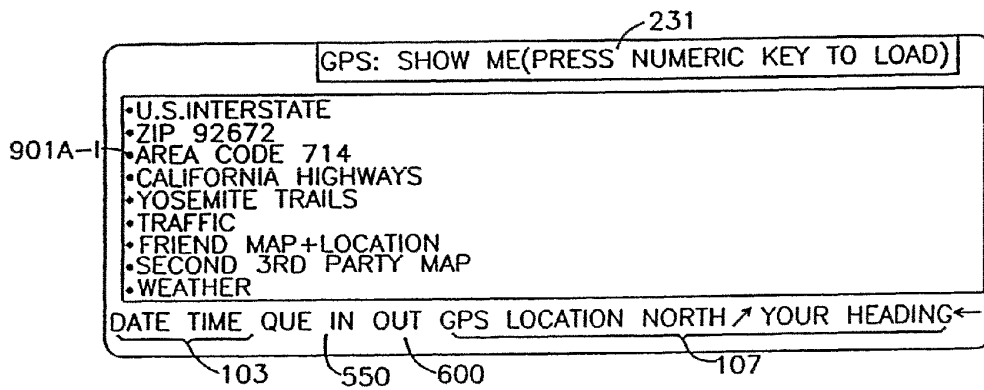 231
GPS: SHOW ME(PRESS NUMERIC KEY TO LOAD)
•U.S.INTERSTATE
•ZIP 92672
901A-I
•AREA CODE 714
•CALIFORNIA HIGHWAYS
•YOSEMITE TRAILS
•TRAFFIC
•FRIEND MAP+LOCATION
•SECOND 3RD PARTY MAP
•WEATHER
DATE TIME QUE IN OUT GPS LOCATION NORTH↗ YOUR HEADING←
103 550 600 107